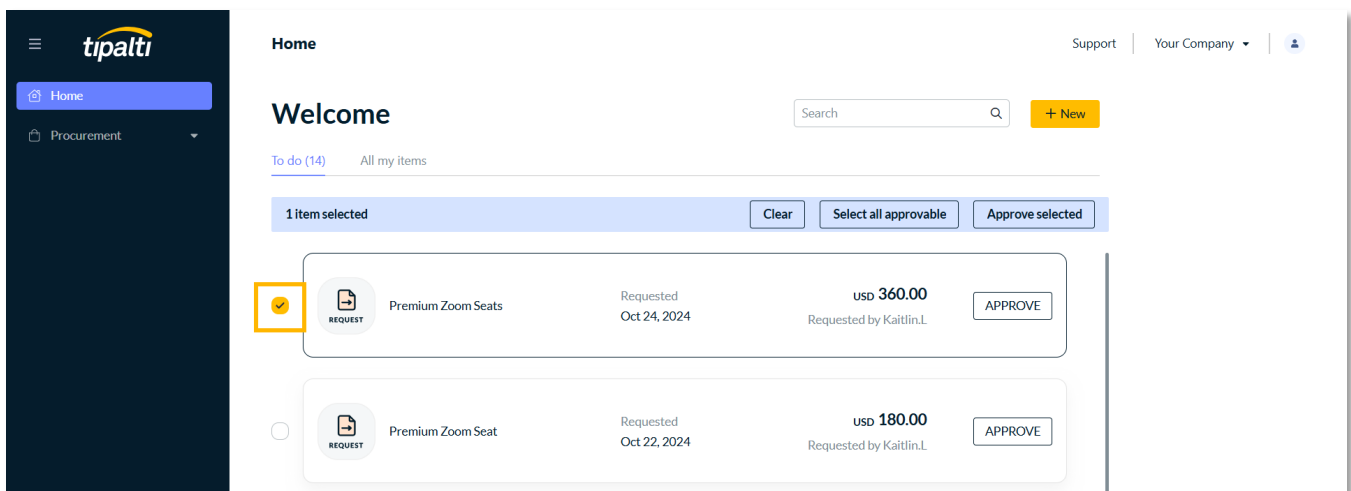 tipalti
Home
Support
Your Company
Home
Procurement
Welcome
Search
+ New
To do (14)
All my items
1 item selected
Clear
Select all approvable
Approve selected
REQUEST
Premium Zoom Seats
Requested
Oct 24, 2024
USD 360.00
Requested by Kaitlin.L
APPROVE
REQUEST
Premium Zoom Seat
Requested
Oct 22, 2024
USD 180.00
Requested by Kaitlin.L
APPROVE